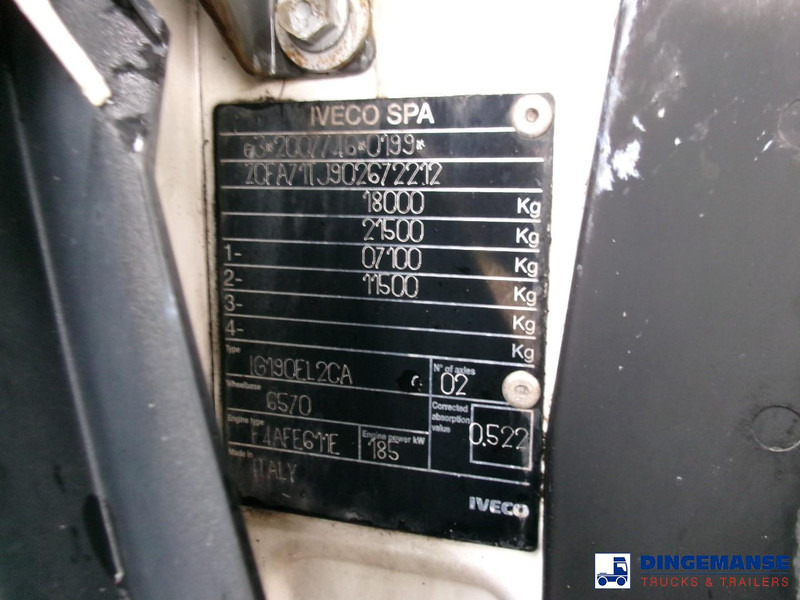 IVECO SPA
e3*2007/46*0199*
ZCFA71TJ902672212
18000 Kg
21500 Kg
1- 07100 Kg
2- 11500 Kg
3- Kg
4- Kg
Type
IG190EL2CA
N° of axles
02
Wheelbase
6570
Corrected absorption value
0.522
Engine type
F4AFE611E
Engine power kW
185
Made in
ITALY
IVECO
DINGEMANSE
TRUCKS & TRAILERS